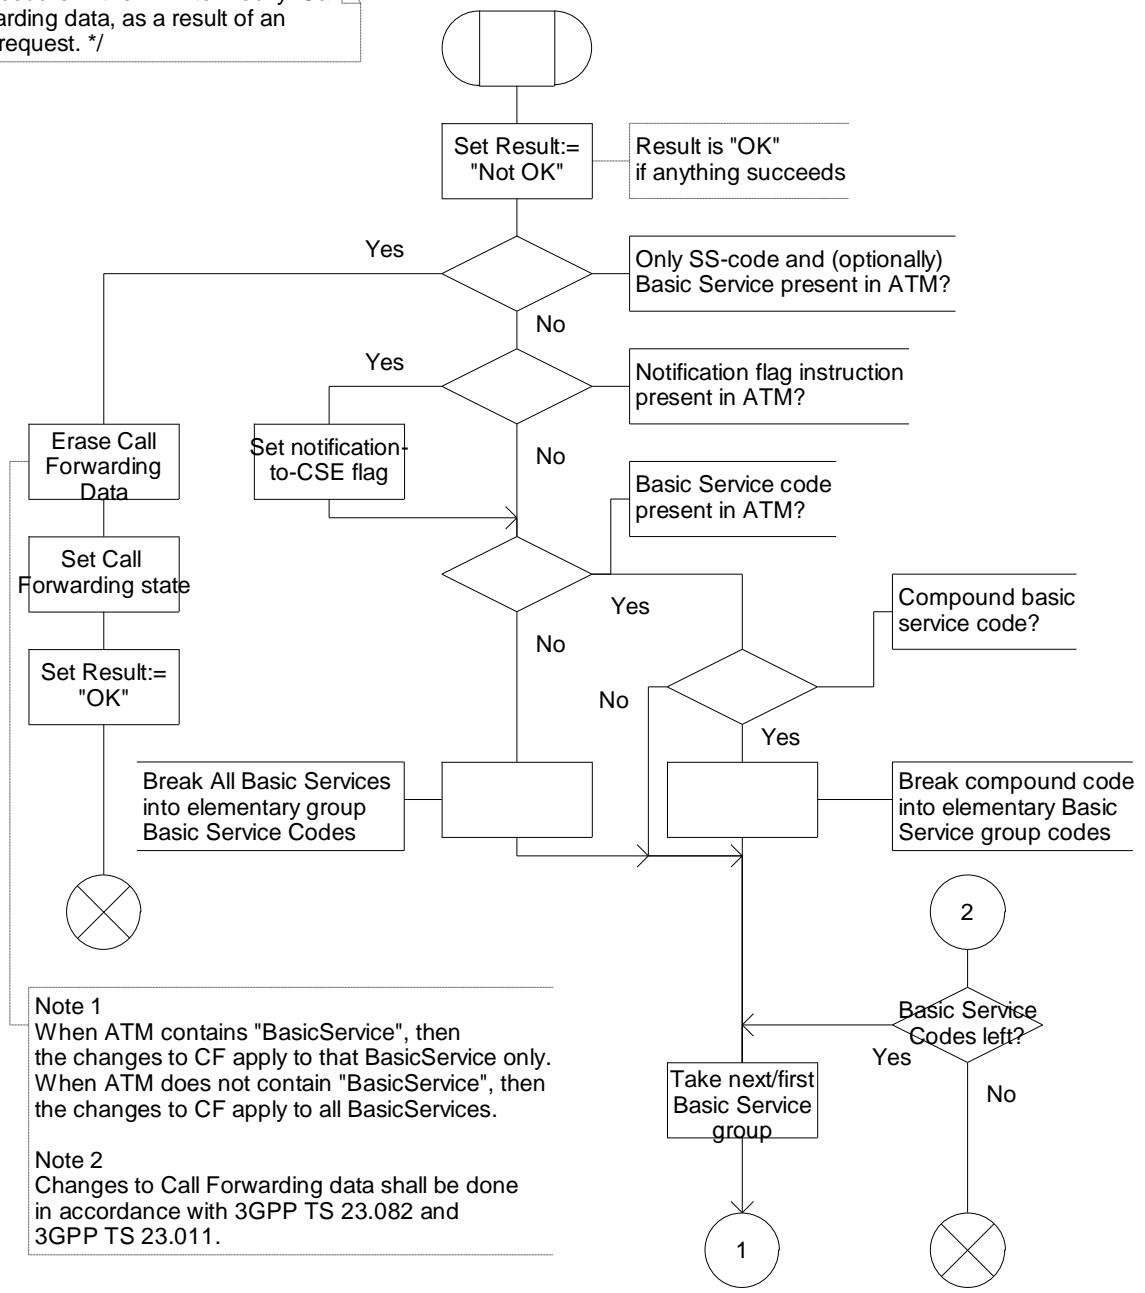 arding data, as a result of an
request. */
Set Result:=
"Not OK"
Result is "OK"
if anything succeeds
Yes
Only SS-code and (optionally)
Basic Service present in ATM?
No
Yes
Notification flag instruction
present in ATM?
Erase Call
Forwarding
Data
Set notification-
to-CSE flag
No
Basic Service code
present in ATM?
Set Call
Forwarding state
Yes
Compound basic
service code?
No
Set Result:=
"OK"
No
Yes
Break All Basic Services
into elementary group
Basic Service Codes
Break compound code
into elementary Basic
Service group codes
2
Note 1
When ATM contains "BasicService", then
the changes to CF apply to that BasicService only.
When ATM does not contain "BasicService", then
the changes to CF apply to all BasicServices.
Note 2
Changes to Call Forwarding data shall be done
in accordance with 3GPP TS 23.082 and
3GPP TS 23.011.
Basic Service
Codes left?
Yes
No
Take next/first
Basic Service
group
1